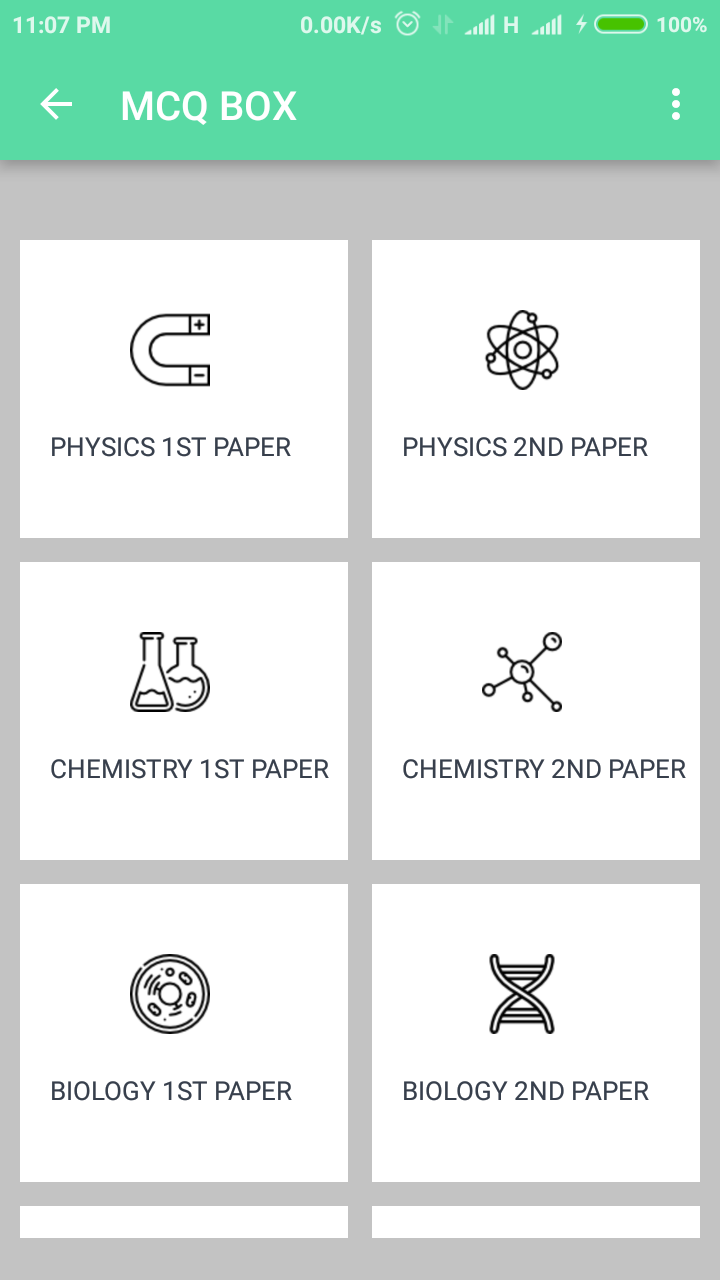 11:07 PM 0.00K/s H 100%
MCQ BOX
PHYSICS 1ST PAPER
PHYSICS 2ND PAPER
CHEMISTRY 1ST PAPER
CHEMISTRY 2ND PAPER
BIOLOGY 1ST PAPER
BIOLOGY 2ND PAPER